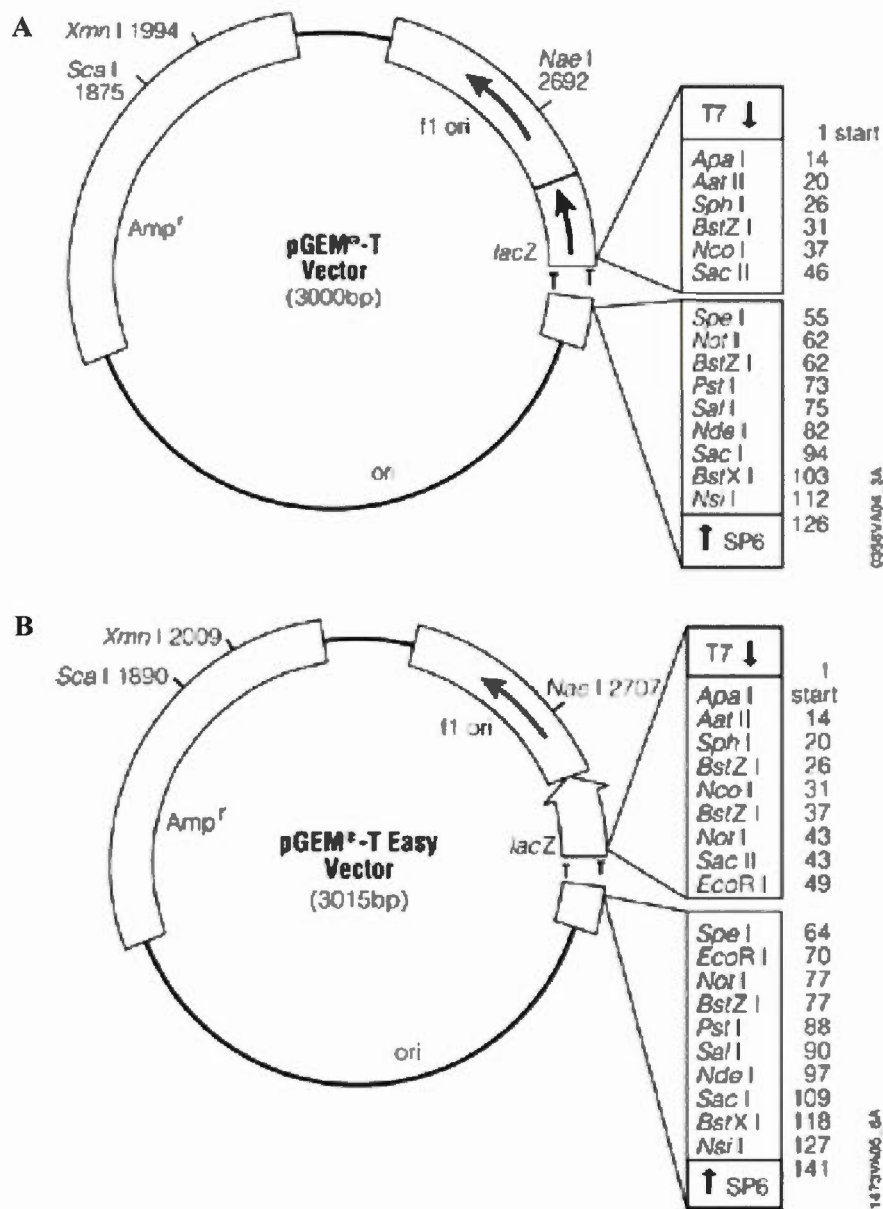 A
Xmn I 1994
Sca I
1875
Nae I
2692
f1 ori
Ampr
pGEM®-T
Vector
(3000bp)
lacZ
T T
ori
T7 ↓
1 start
Apa I 14
Aat II 20
Sph I 26
BstZ I 31
Nco I 37
Sac II 46
Spe I 55
Not I 62
BstZ I 62
Pst I 73
Sal I 75
Nde I 82
Sac I 94
BstX I 103
Nsi I 112
126
↑ SP6
0356VA04_3A
B
Xmn I 2009
Sca I 1890
Nae I 2707
f1 ori
Ampr
pGEM®-T Easy
Vector
(3015bp)
lacZ
T T
ori
T7 ↓
1
start
Apa I
Aat II 14
Sph I 20
BstZ I 26
Nco I 31
BstZ I 37
Not I 43
Sac II 43
EcoR I 49
Spe I 64
EcoR I 70
Not I 77
BstZ I 77
Pst I 88
Sal I 90
Nde I 97
Sac I 109
BstX I 118
Nsi I 127
141
↑ SP6
1473VA05_6A